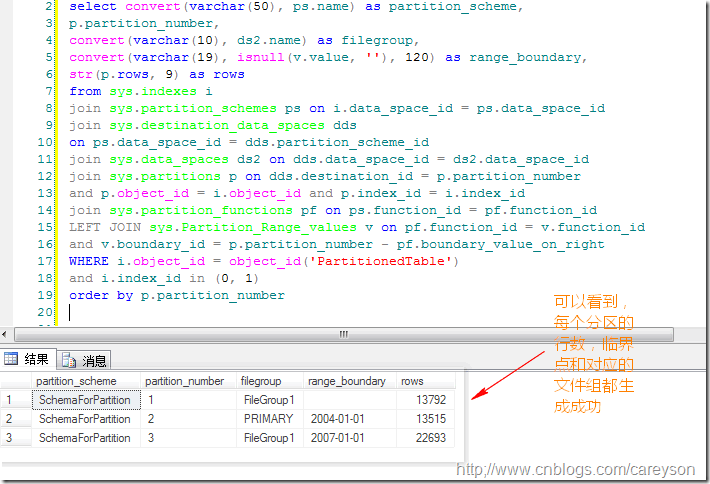 2 select convert(varchar(50), ps.name) as partition_scheme,
3 p.partition_number,
4 convert(varchar(10), ds2.name) as filegroup,
5 convert(varchar(19), isnull(v.value, ''), 120) as range_boundary,
6 str(p.rows, 9) as rows
7 from sys.indexes i
8 join sys.partition_schemes ps on i.data_space_id = ps.data_space_id
9 join sys.destination_data_spaces dds
10 on ps.data_space_id = dds.partition_scheme_id
11 join sys.data_spaces ds2 on dds.data_space_id = ds2.data_space_id
12 join sys.partitions p on dds.destination_id = p.partition_number
13 and p.object_id = i.object_id and p.index_id = i.index_id
14 join sys.partition_functions pf on ps.function_id = pf.function_id
15 LEFT JOIN sys.Partition_Range_values v on pf.function_id = v.function_id
16 and v.boundary_id = p.partition_number - pf.boundary_value_on_right
17 WHERE i.object_id = object_id('PartitionedTable')
18 and i.index_id in (0, 1)
19 order by p.partition_number
20
可以看到，
每个分区的
行数，临界
点和对应的
文件组都生
成成功
结果 消息
partition_scheme partition_number filegroup range_boundary rows
1 SchemaForPartition 1 FileGroup1 13792
2 SchemaForPartition 2 PRIMARY 2004-01-01 13515
3 SchemaForPartition 3 FileGroup1 2007-01-01 22693
http://www.cnblogs.com/careyson